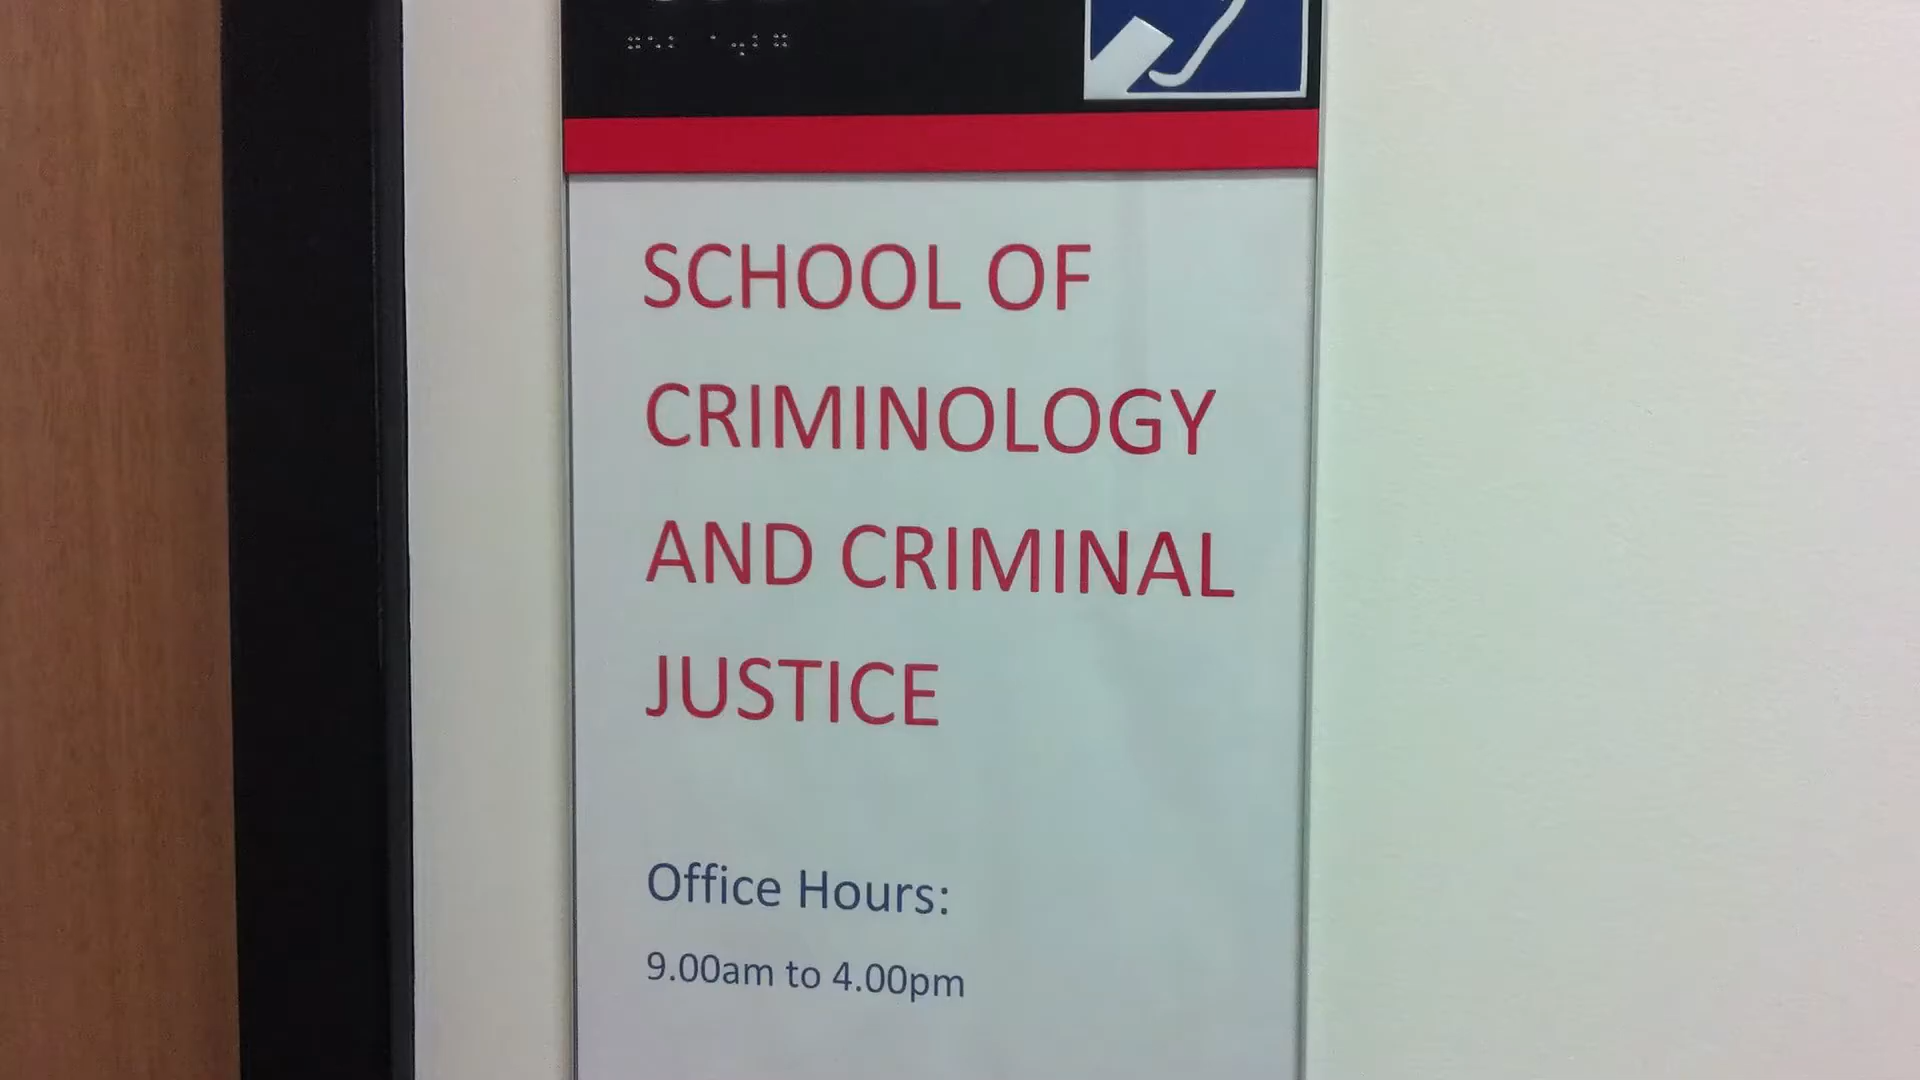 SCHOOL OF
CRIMINOLOGY
AND CRIMINAL
JUSTICE
Office Hours:
9.00am to 4.00pm